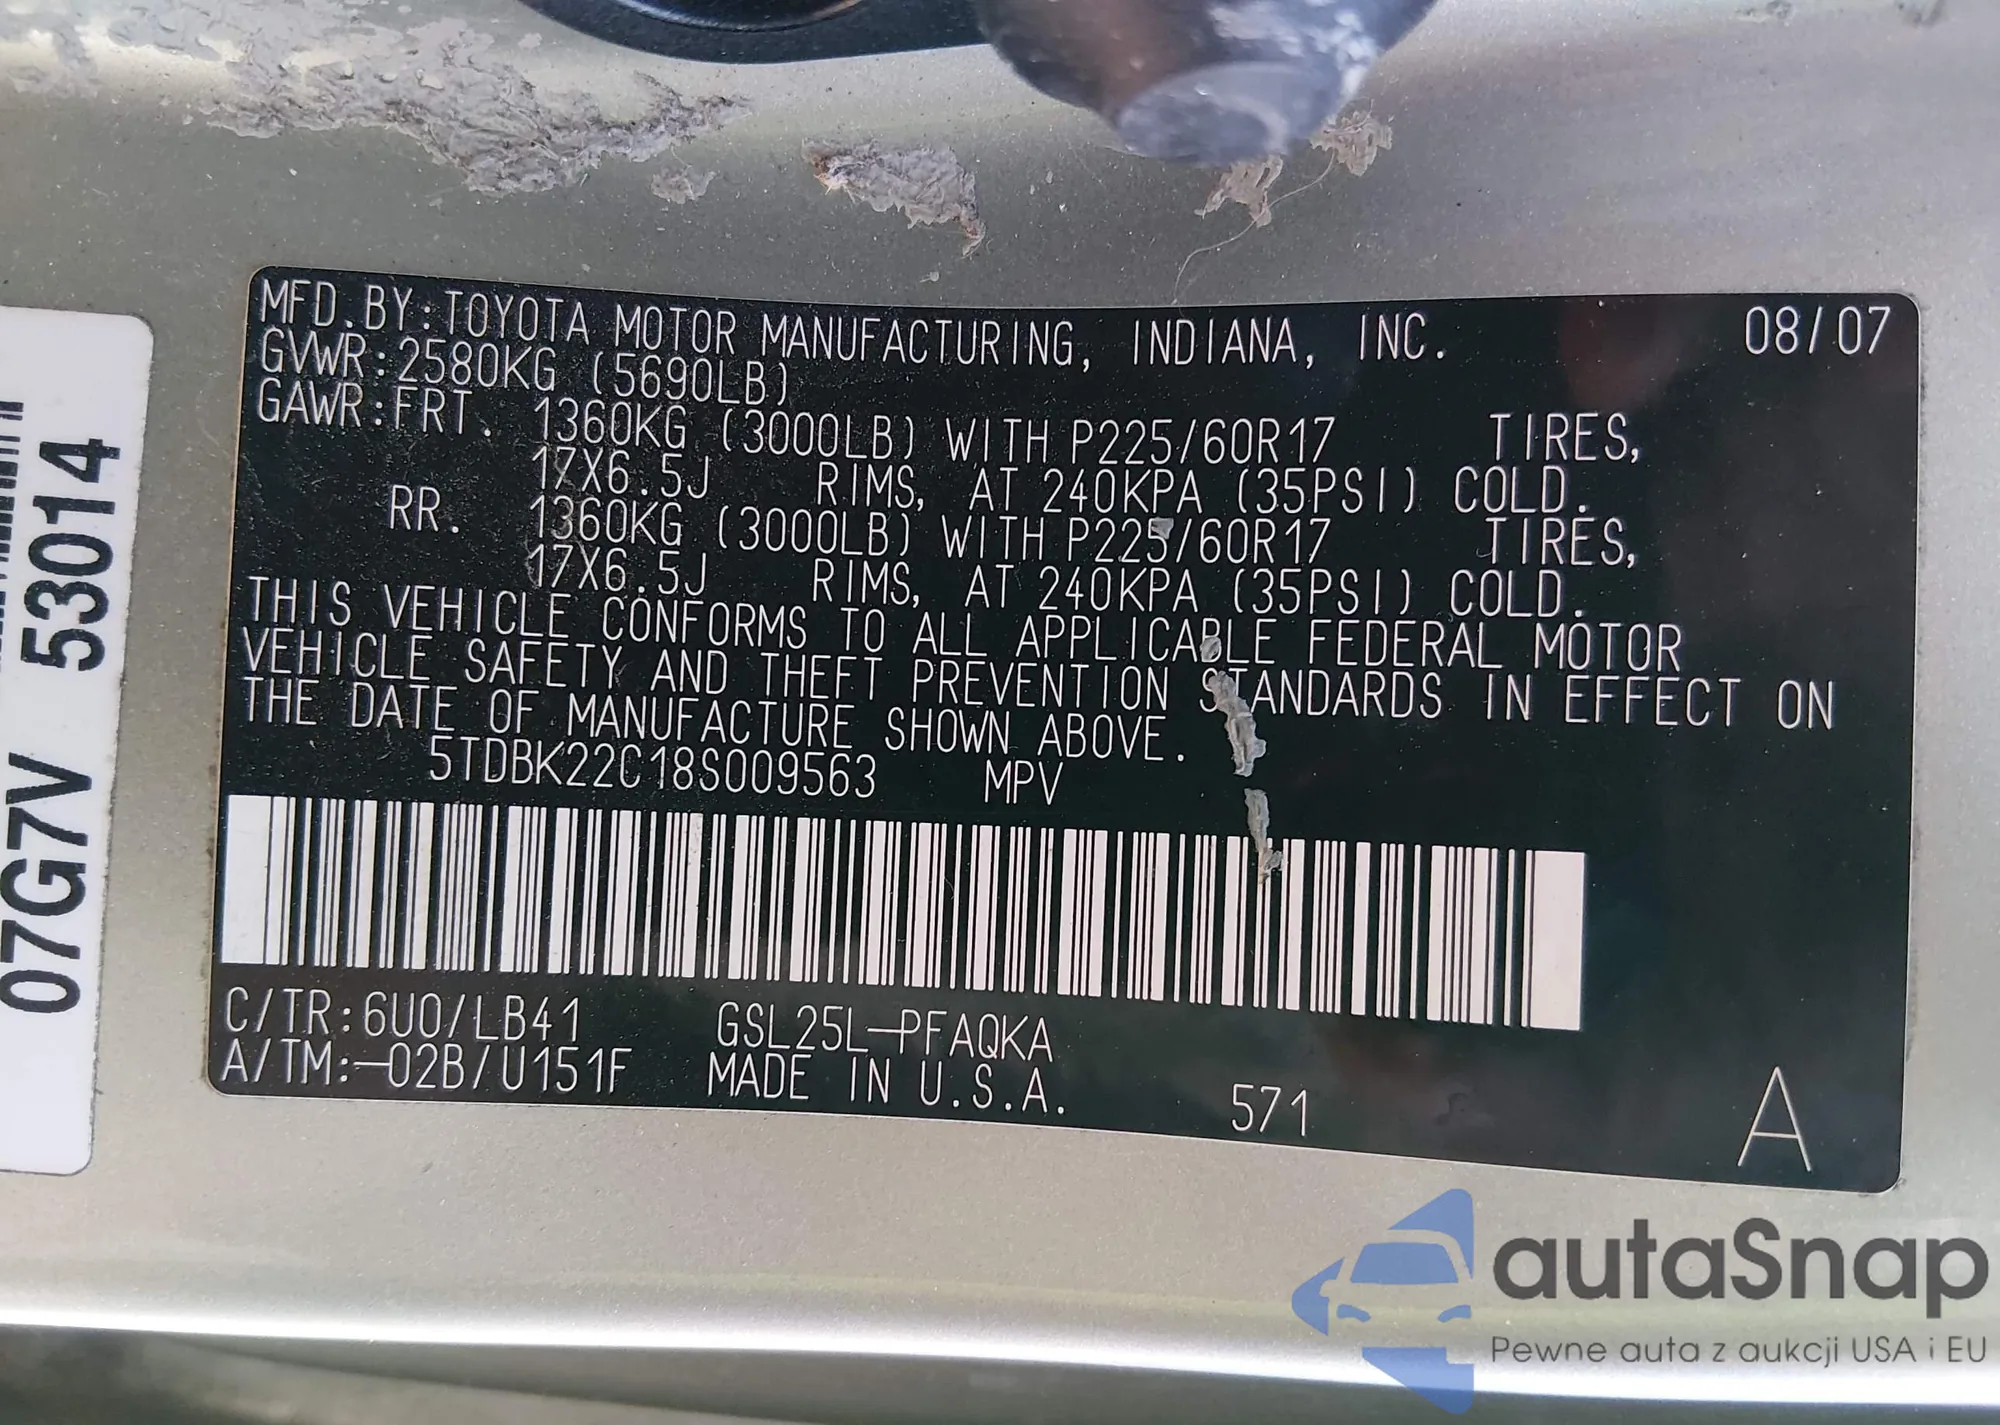 MFD. BY: TOYOTA MOTOR MANUFACTURING, INDIANA, INC. 08/07
GVWR: 2580KG (5690LB)
GAWR: FRT. 1360KG (3000LB) WITH P225/60R17 TIRES,
17X6.5J RIMS, AT 240KPA (35PSI) COLD.
RR. 1360KG (3000LB) WITH P225/60R17 TIRES,
17X6.5J RIMS, AT 240KPA (35PSI) COLD.
THIS VEHICLE CONFORMS TO ALL APPLICABLE FEDERAL MOTOR
VEHICLE SAFETY AND THEFT PREVENTION STANDARDS IN EFFECT ON
THE DATE OF MANUFACTURE SHOWN ABOVE.
5TDBK22C18S009563 MPV
C/TR: 6U0/LB41 GSL25L-PFAQKA
A/TM: -02B/U151F MADE IN U.S.A. 571 A
07G7V 53014
autaSnap
Pewne auta z aukcji USA i EU